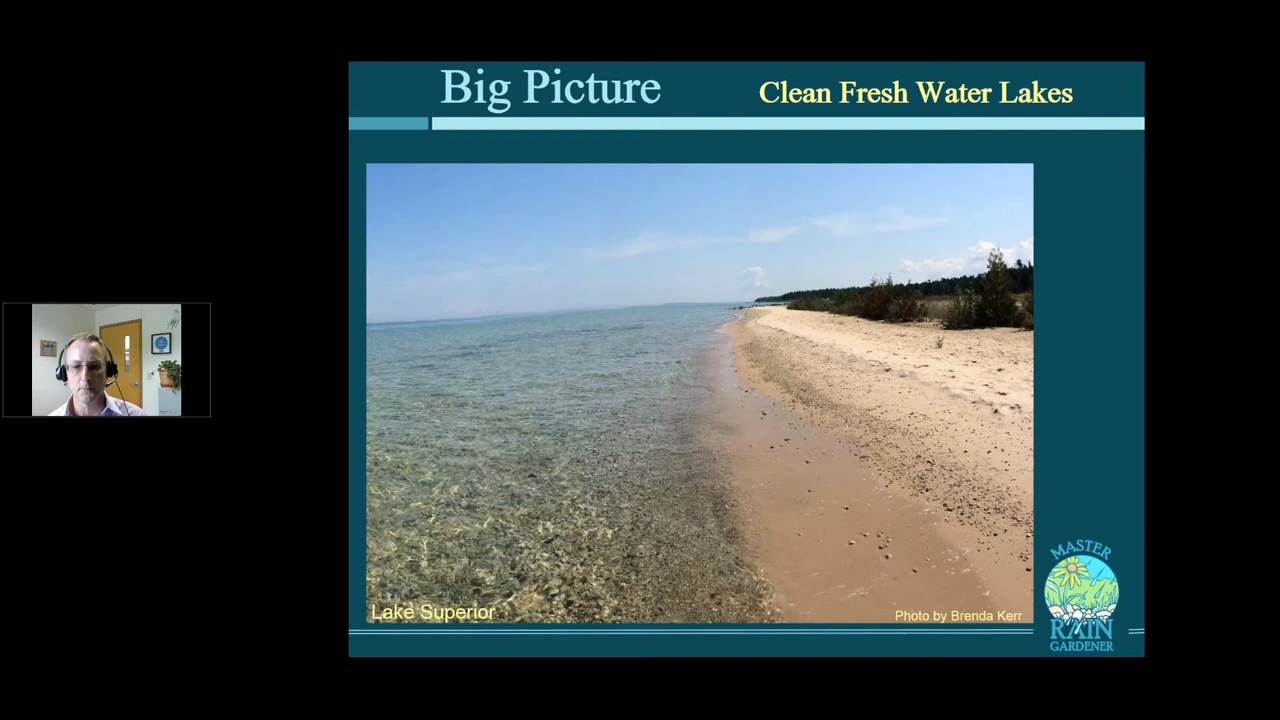 Big Picture
Clean Fresh Water Lakes
Lake Superior
Photo by Brenda Kerr
MASTER
RAIN
GARDENER